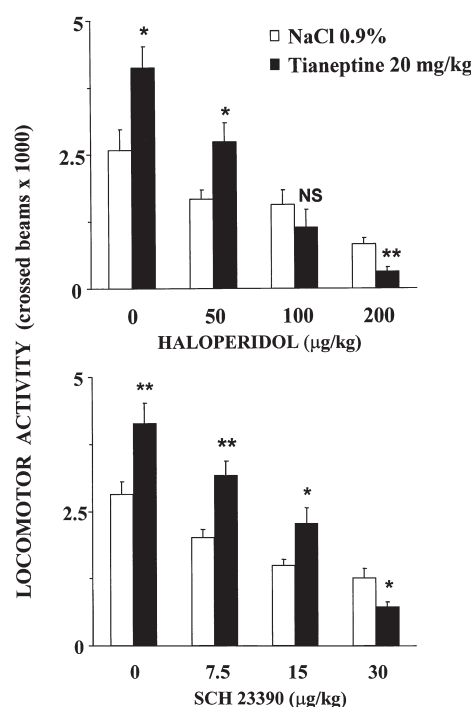 LOCOMOTOR ACTIVITY (crossed beams x 1000)
NaCl 0.9%
Tianeptine 20 mg/kg
5
2.5
0
*
*
NS
**
0 50 100 200
HALOPERIDOL (µg/kg)
5
2.5
0
**
**
*
*
0 7.5 15 30
SCH 23390 (µg/kg)